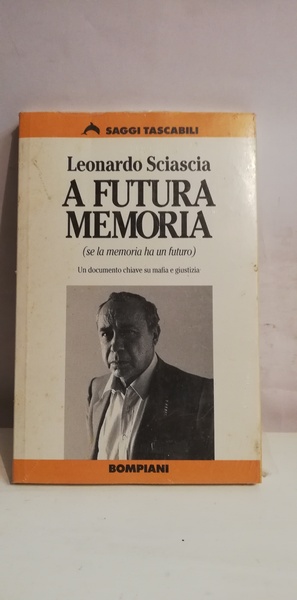 SAGGI TASCABILI
Leonardo Sciascia
A FUTURA
MEMORIA
(se la memoria ha un futuro)
Un documento chiave su mafia e giustizia
BOMPIANI